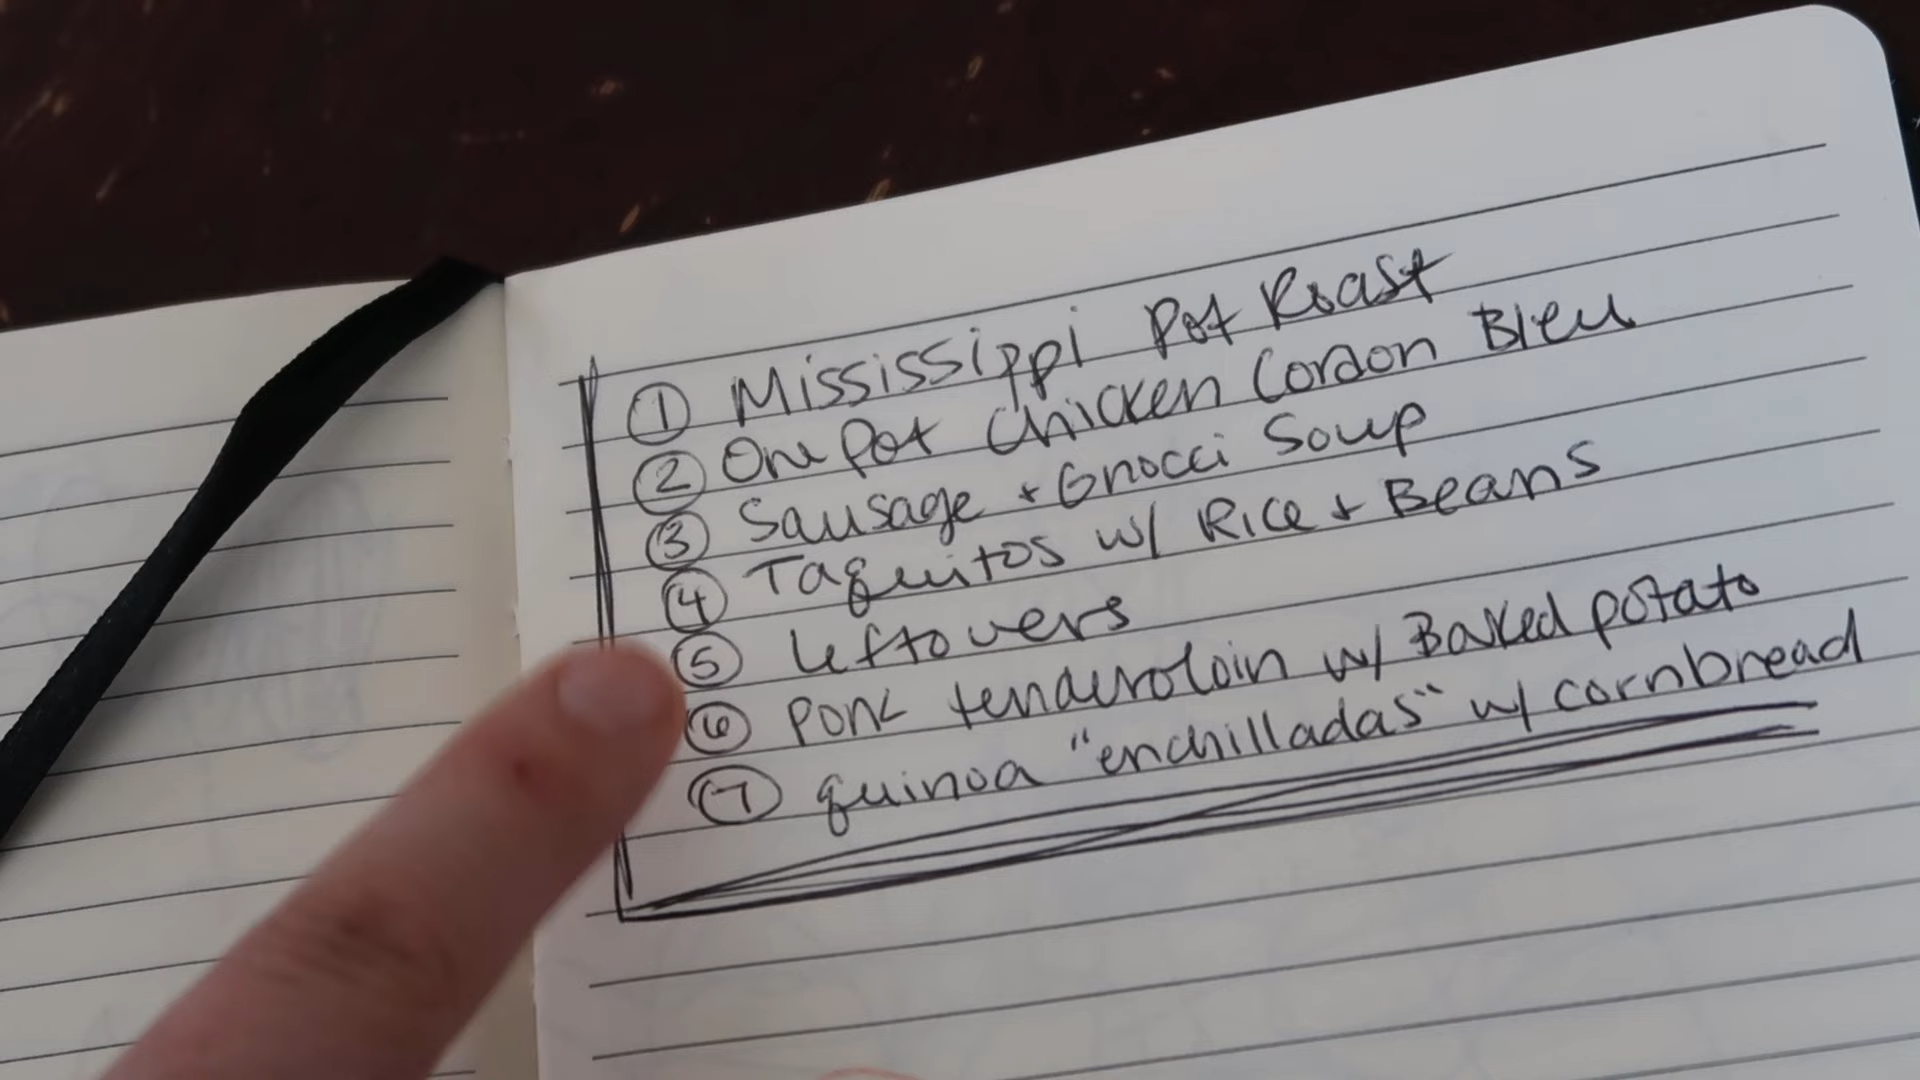 ① Mississippi Pot Roast
② One Pot Chicken Cordon Bleu
③ Sausage + Gnocci Soup
④ Taquitos w/ Rice + Beans
⑤ leftovers
⑥ Pork tenderoloin w/ Baked potato
⑦ quinoa "enchilladas" w/ cornbread